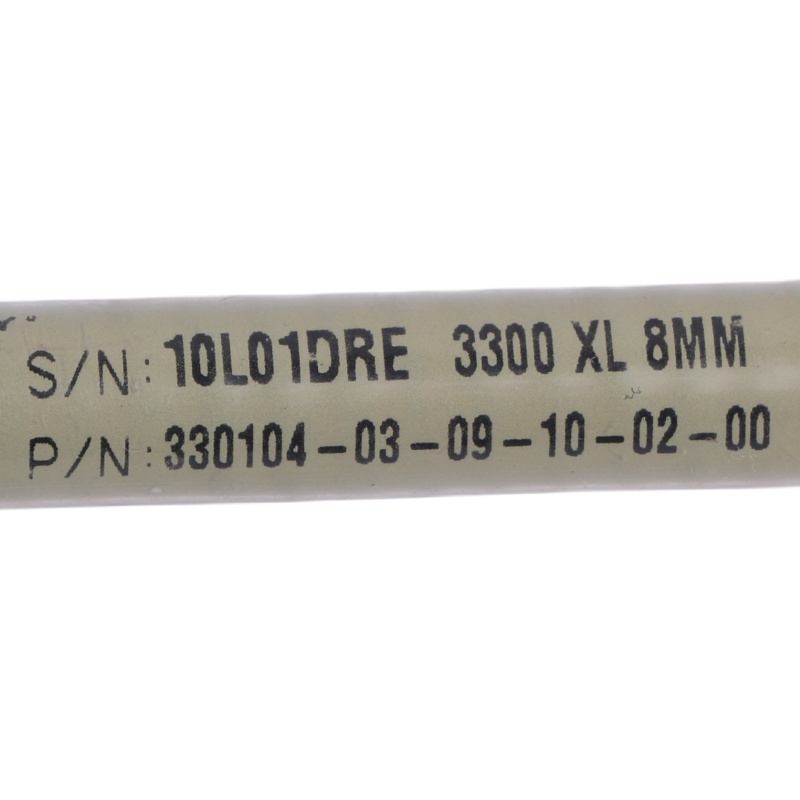 S/N: 10L01DRE 3300 XL 8MM
P/N: 330104-03-09-10-02-00